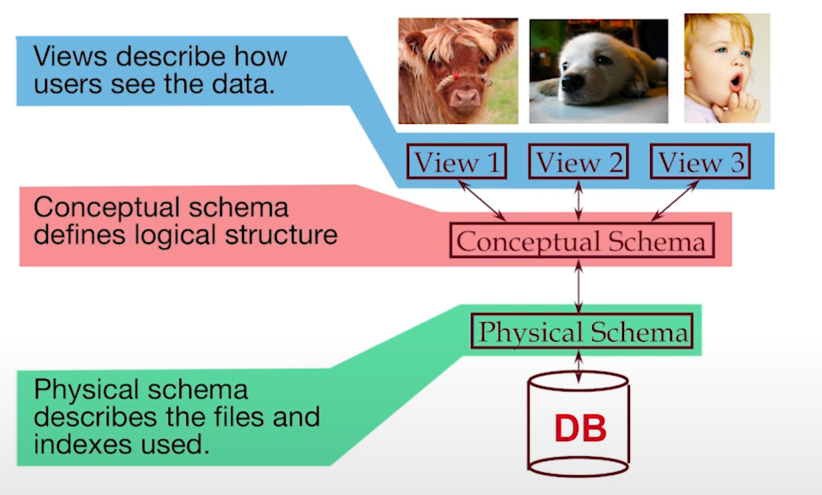 Views describe how
users see the data.
View 1
View 2
View 3
Conceptual schema
defines logical structure
Conceptual Schema
Physical Schema
Physical schema
describes the files and
indexes used.
DB